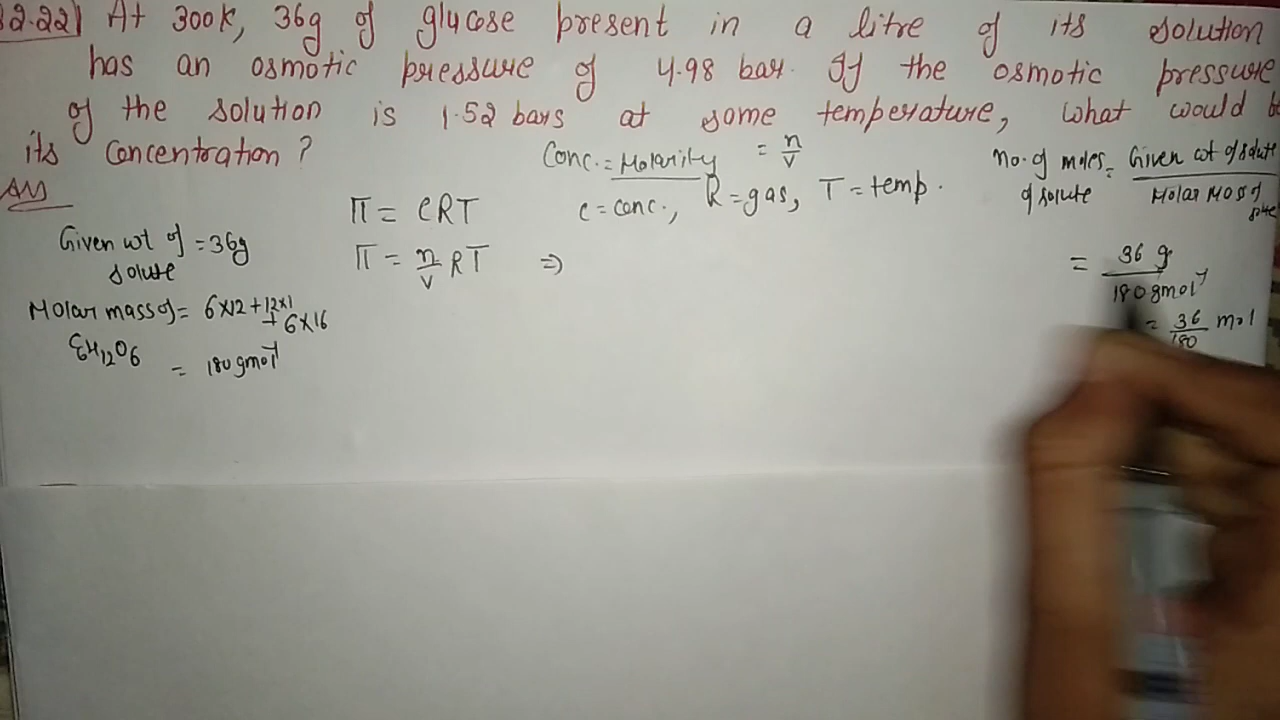 2.22) At 300K, 36g of glucose present in a litre of its solution
has an osmotic pressure of 4.98 bar. If the osmotic pressure
of the solution is 1.52 bars at some temperature, what would
its concentration?
Ans
Conc. = Molarity = n/v
c = conc., R = gas, T = temp.
no. of moles of solute = Given wt of solute / Molar Mass of
= 36 g / 180 gmol⁻¹
= 36/180 mol
Π = CRT
Π = n/v RT ⇒
Given wt of solute = 36g
Molar mass of C6H12O6 = 6×12 + 12×1 + 6×16
= 180 gmol⁻¹